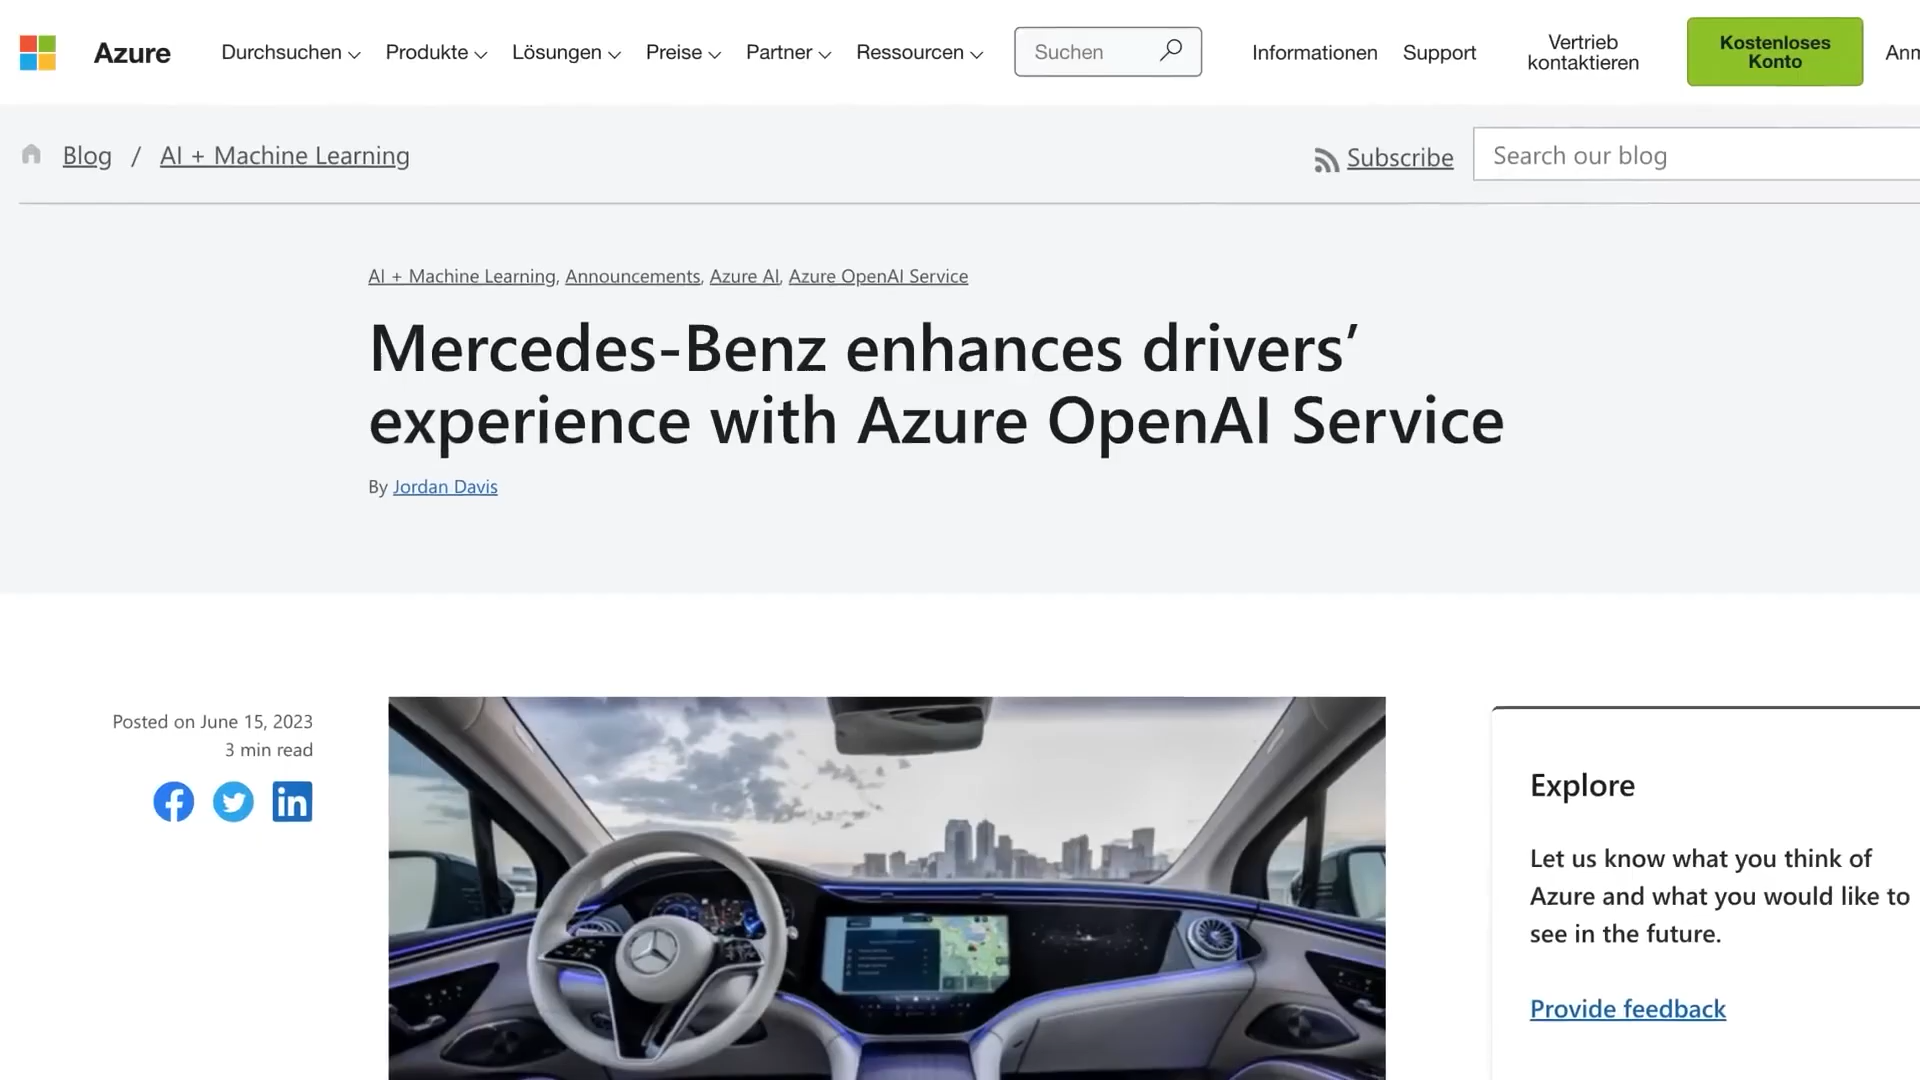 Azure
Durchsuchen
Produkte
Lösungen
Preise
Partner
Ressourcen
Suchen
Informationen
Support
Vertrieb
kontaktieren
Kostenloses
Konto
Blog / AI + Machine Learning
Subscribe
Search our blog
AI + Machine Learning, Announcements, Azure AI, Azure OpenAI Service
Mercedes-Benz enhances drivers’
experience with Azure OpenAI Service
By Jordan Davis
Posted on June 15, 2023
3 min read
Explore
Let us know what you think of
Azure and what you would like to
see in the future.
Provide feedback